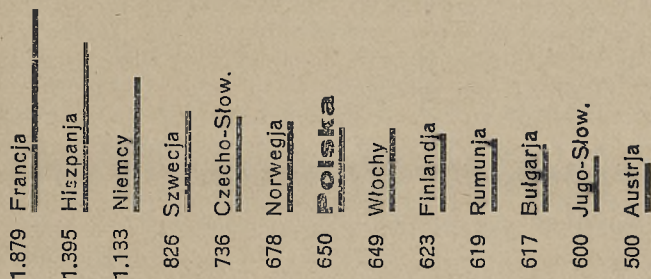 1.879 Francja
1.395 Hiszpanja
1.133 Niemcy
826 Szwecja
736 Czecho-Słow.
678 Norwegja
650 Polska
649 Włochy
623 Finlandja
619 Rumunja
617 Bułgarja
600 Jugo-Słow.
500 Austrja